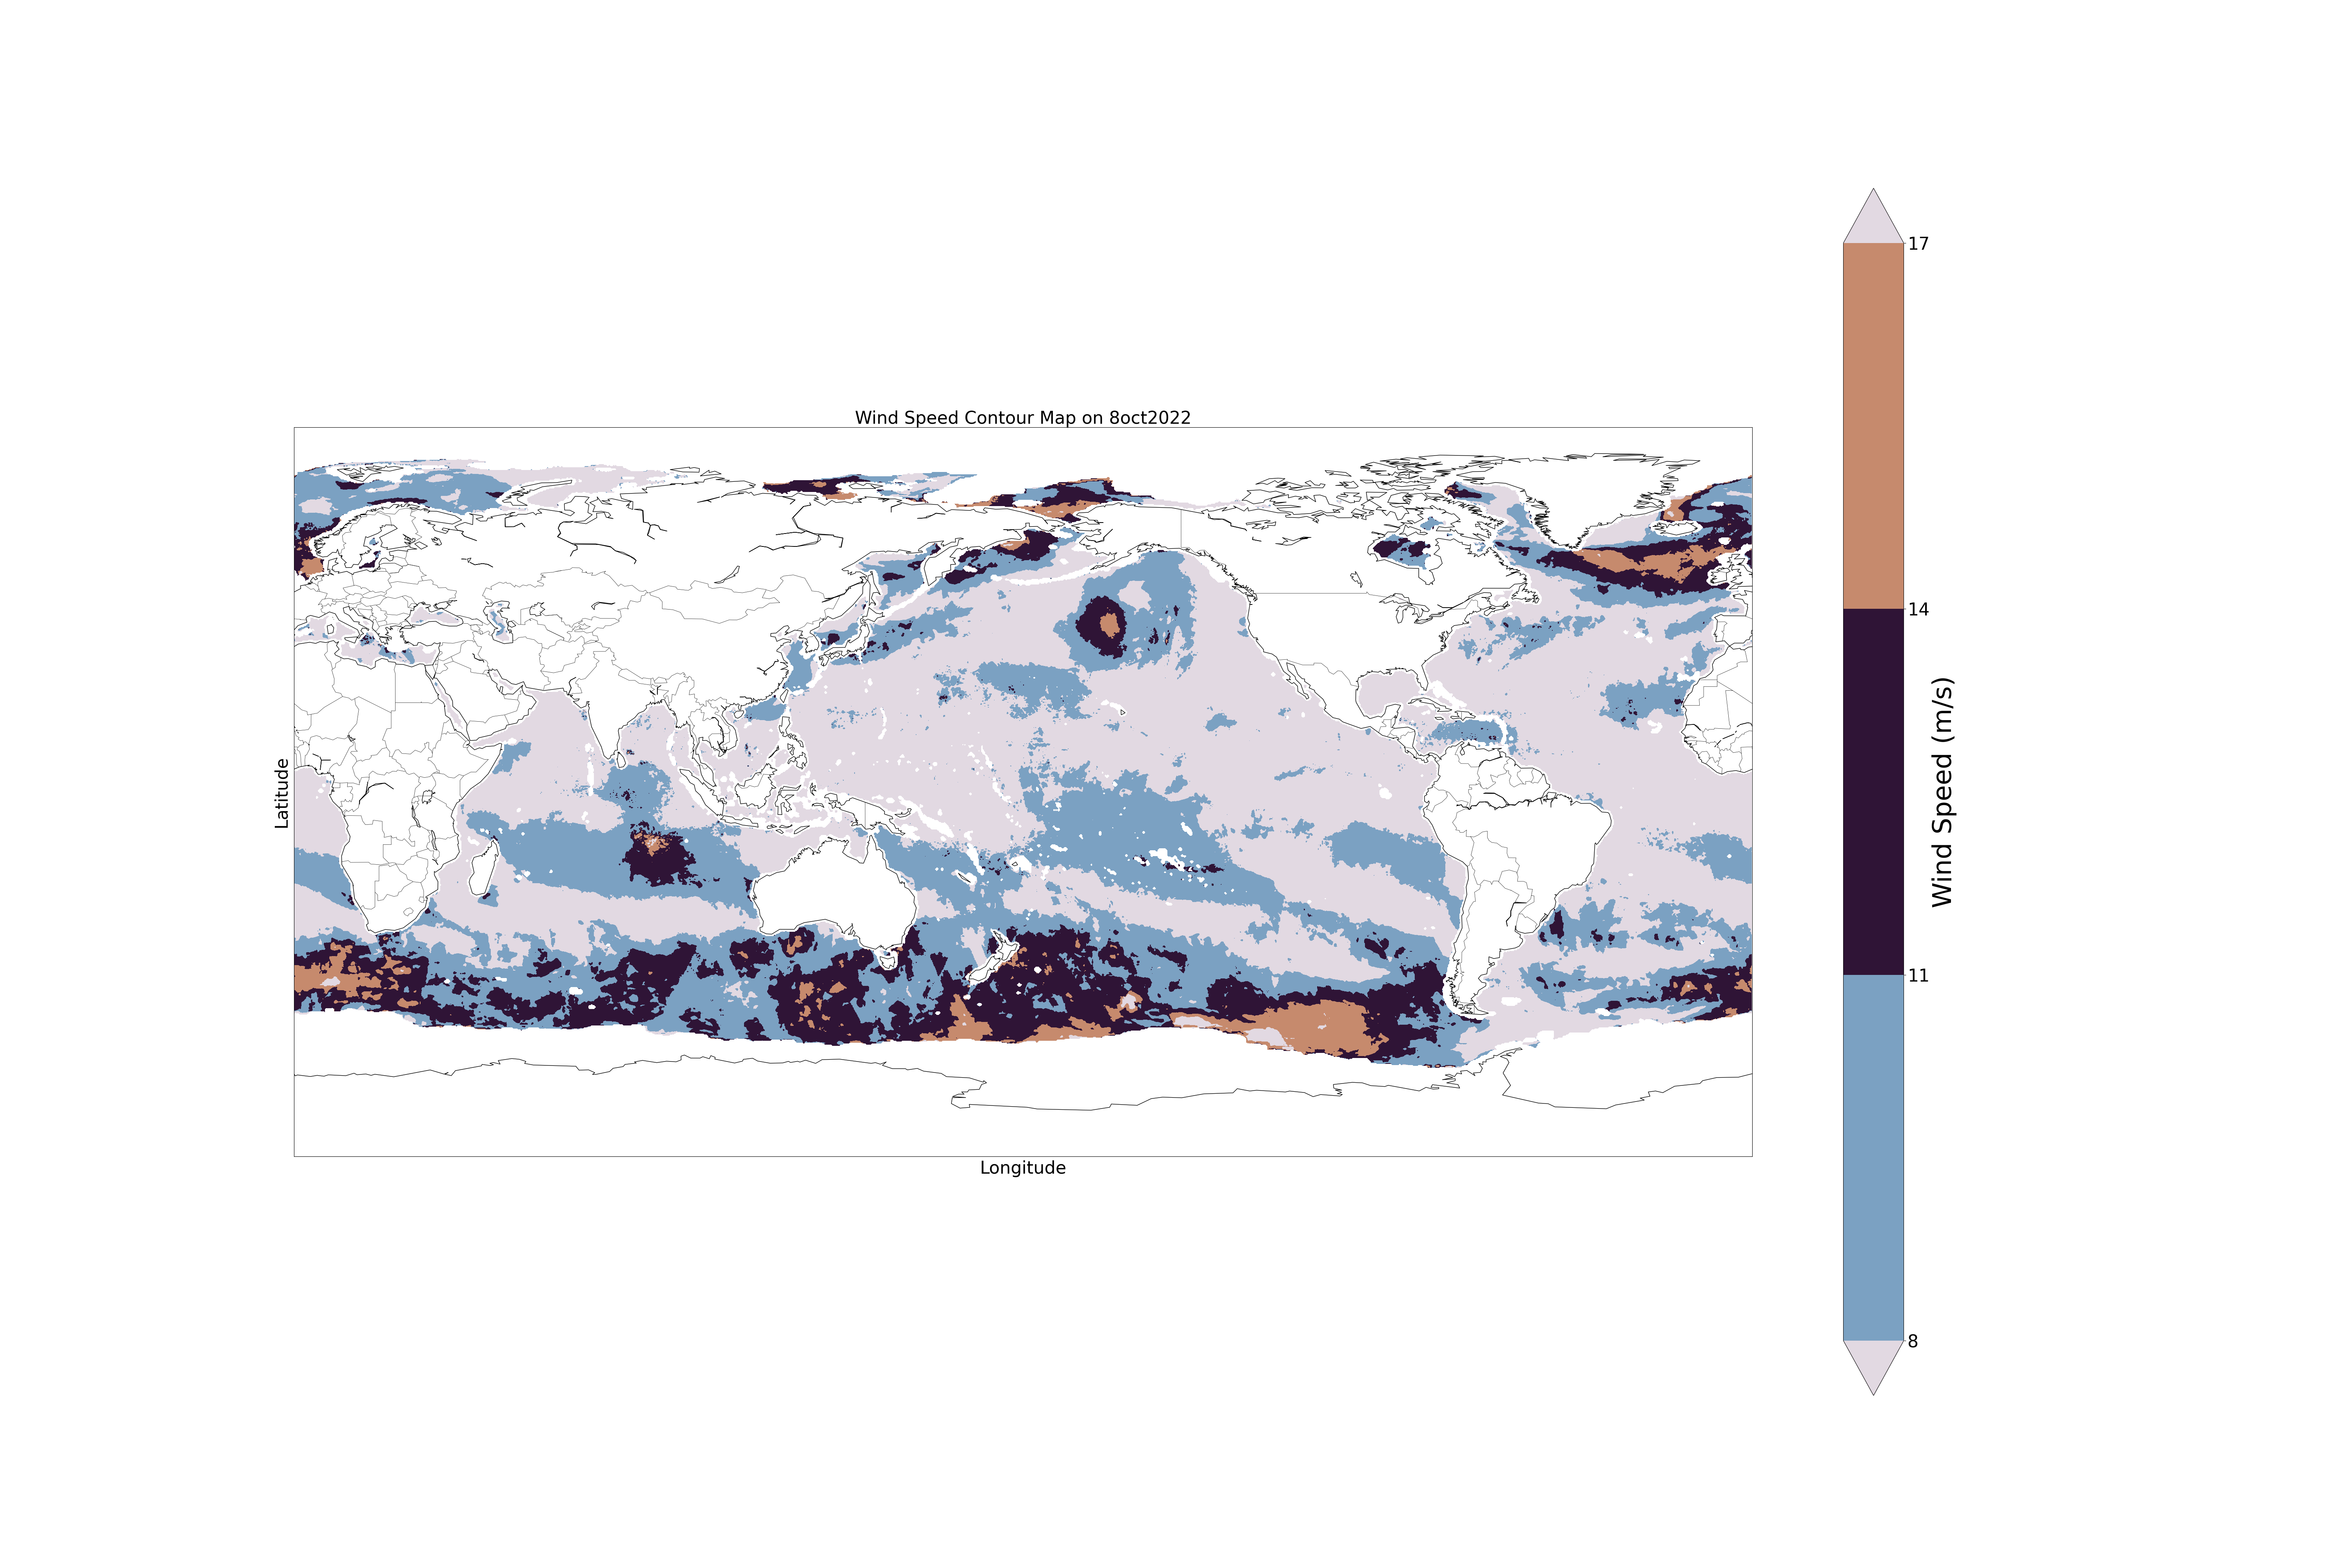 Wind Speed Contour Map on 8oct2022
Latitude
Longitude
17
14
11
8
Wind Speed (m/s)